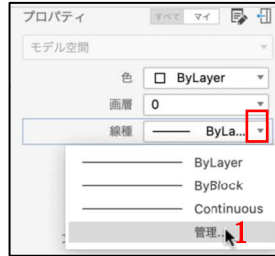 プロパティ
すべて マイ
モデル空間
色 ByLayer
画層 0
線種 ByLa...
ByLayer
ByBlock
Continuous
管理... 1